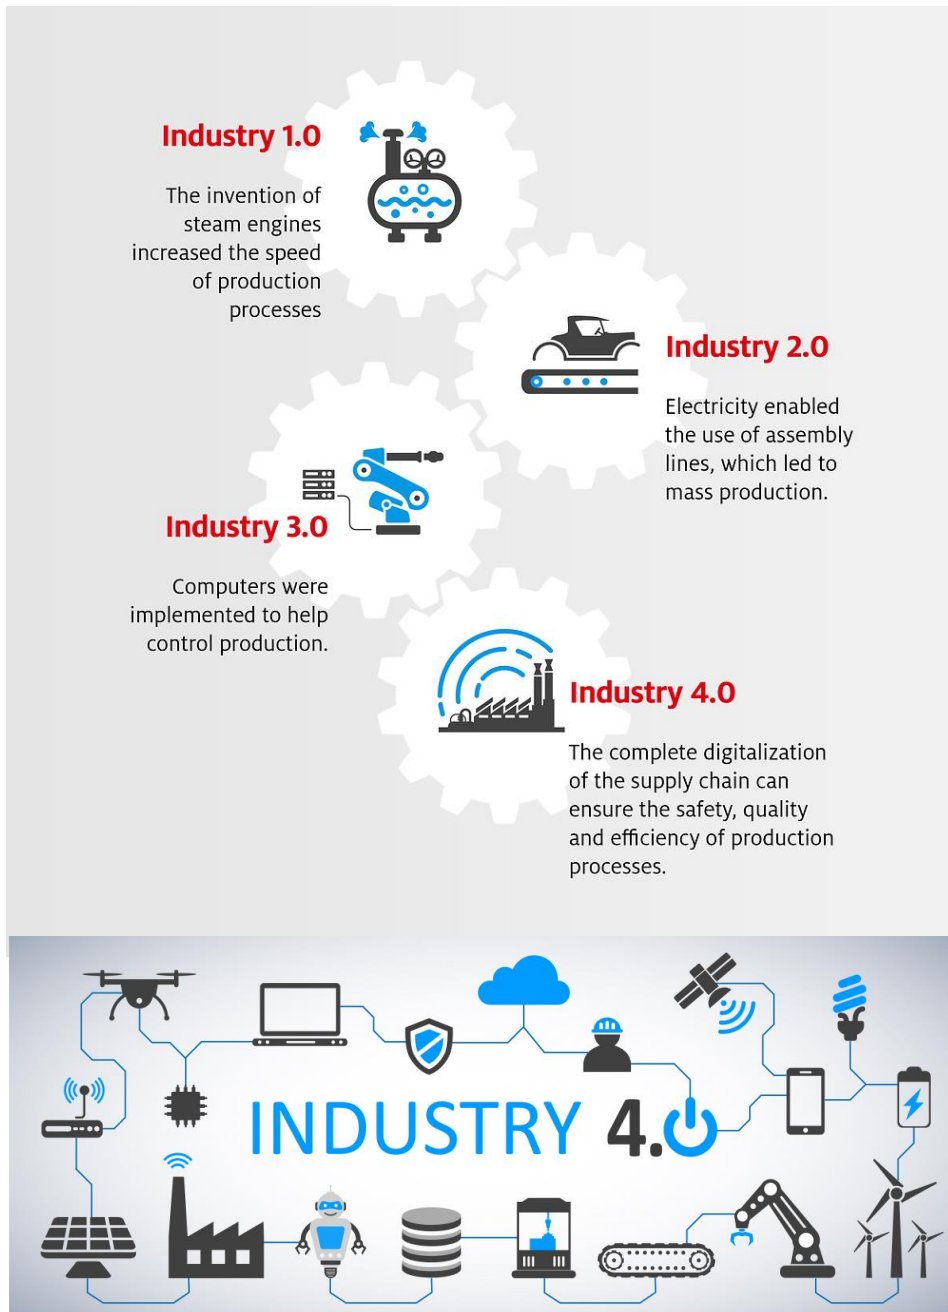 Industry 1.0
The invention of
steam engines
increased the speed
of production
processes
Industry 2.0
Electricity enabled
the use of assembly
lines, which led to
mass production.
Industry 3.0
Computers were
implemented to help
control production.
Industry 4.0
The complete digitalization
of the supply chain can
ensure the safety, quality
and efficiency of production
processes.
INDUSTRY 4.0